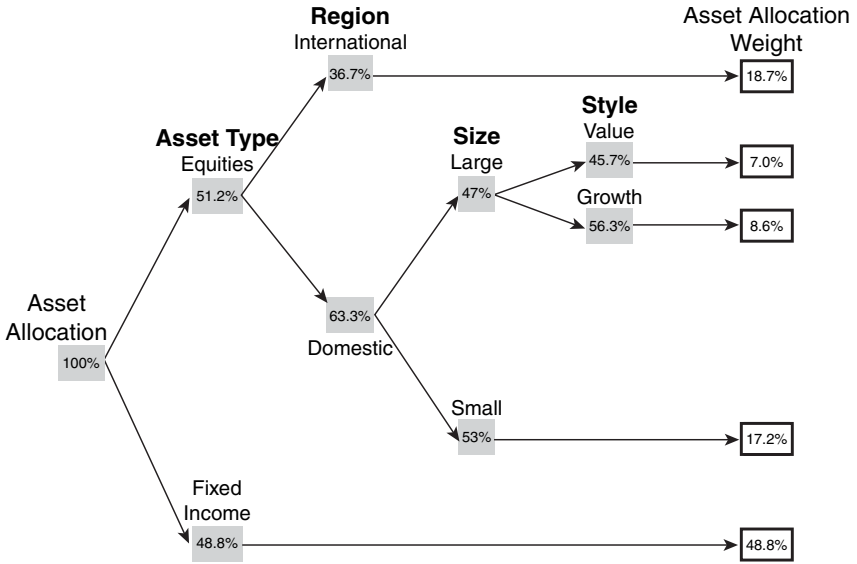 Region
International
36.7%
Asset Allocation
Weight
18.7%
Asset Type
Equities
51.2%
Size
Large
47%
Style
Value
45.7%
7.0%
Growth
56.3%
8.6%
Asset
Allocation
100%
63.3%
Domestic
Small
53%
17.2%
Fixed
Income
48.8%
48.8%